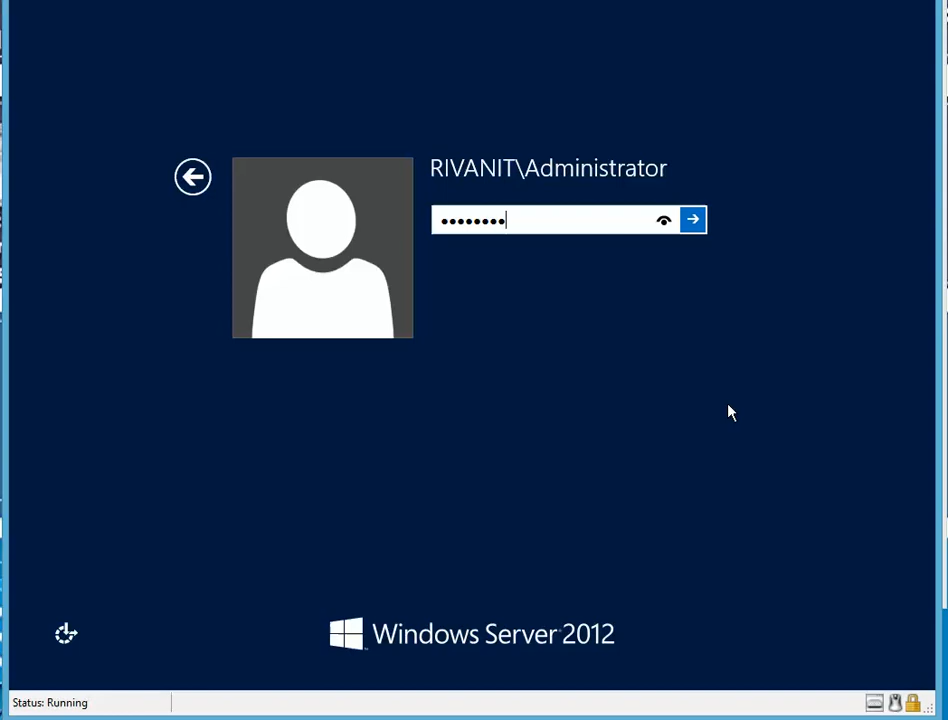 RIVANIT\Administrator
••••••••
Windows Server 2012
Status: Running